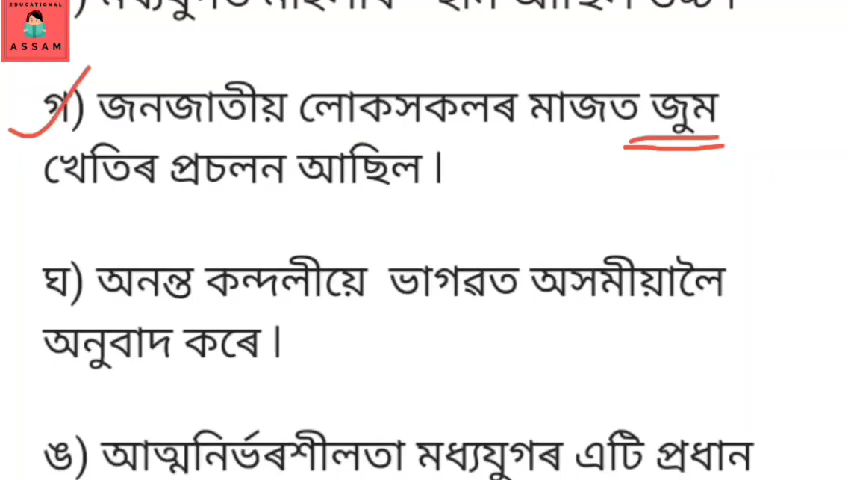 EDUCATIONAL
ASSAM
গ) জনজাতীয় লোকসকলৰ মাজত জুম
খেতিৰ প্ৰচলন আছিল।
ঘ) অনন্ত কন্দলীয়ে ভাগৱত অসমীয়ালৈ
অনুবাদ কৰে।
ঙ) আত্মনিৰ্ভৰশীলতা মধ্যযুগৰ এটি প্ৰধান